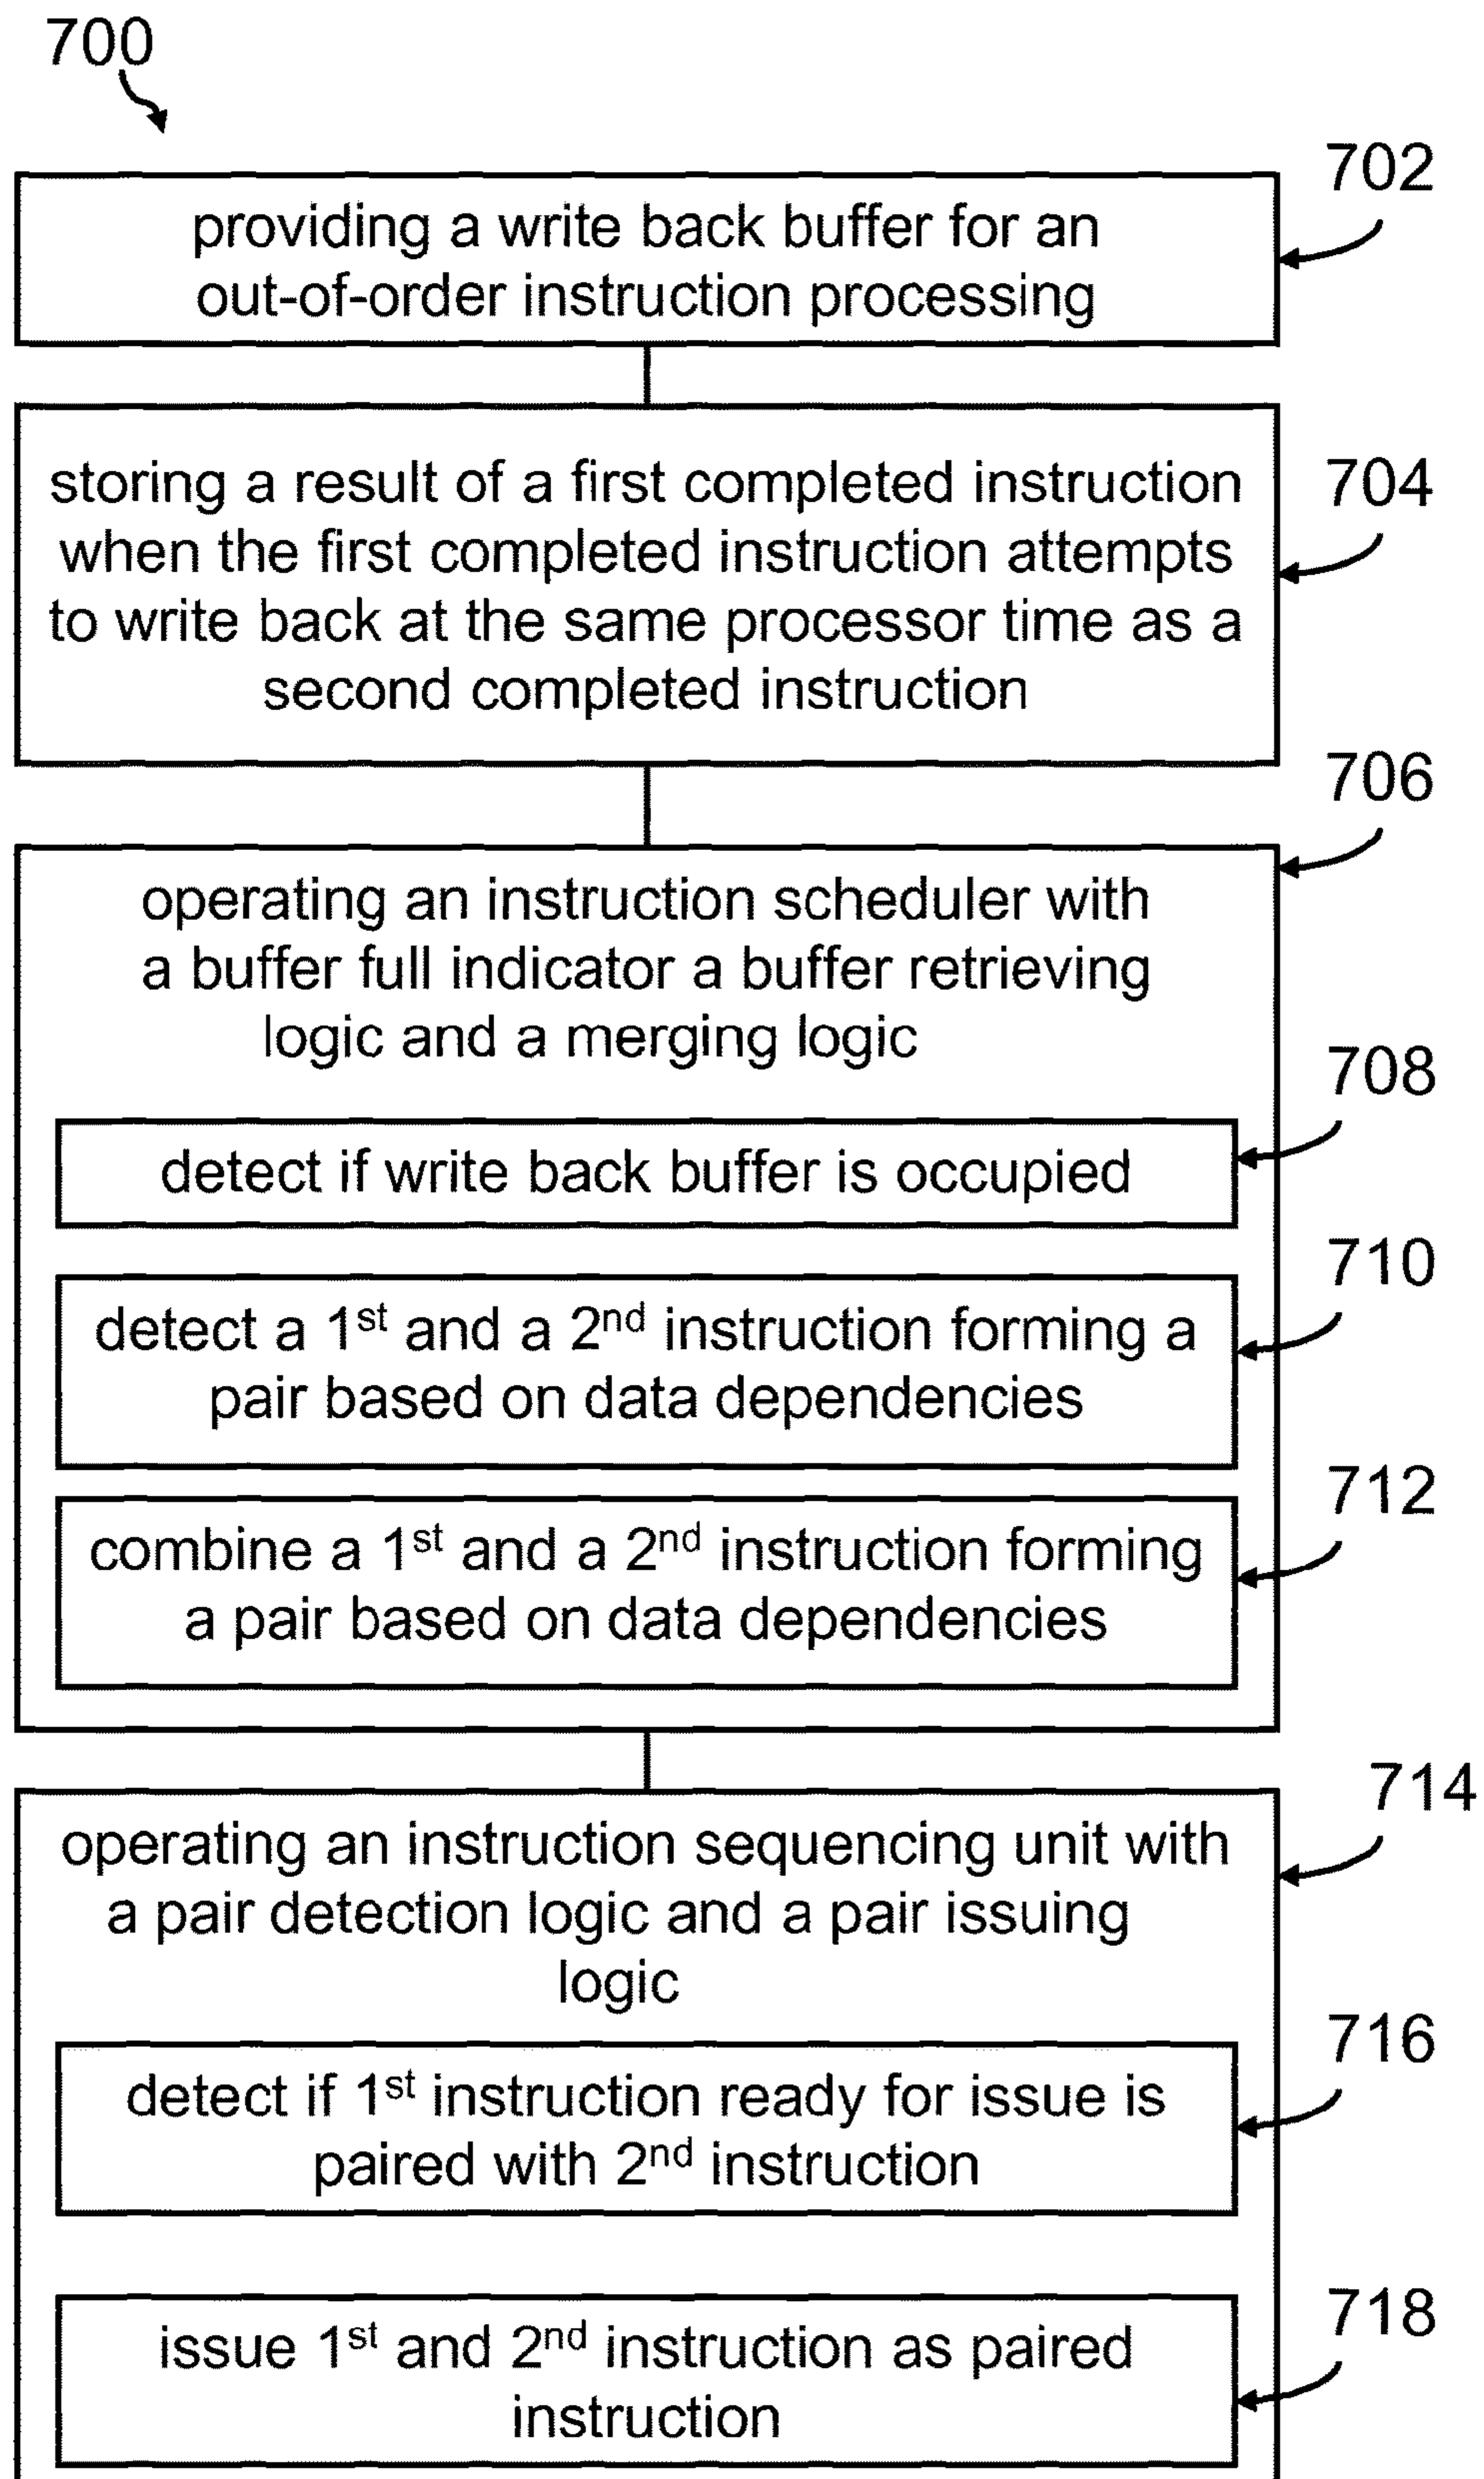 700
702
providing a write back buffer for an
out-of-order instruction processing
704
storing a result of a first completed instruction
when the first completed instruction attempts
to write back at the same processor time as a
second completed instruction
706
operating an instruction scheduler with
a buffer full indicator a buffer retrieving
logic and a merging logic
708
detect if write back buffer is occupied
710
detect a 1st and a 2nd instruction forming a
pair based on data dependencies
712
combine a 1st and a 2nd instruction forming
a pair based on data dependencies
714
operating an instruction sequencing unit with
a pair detection logic and a pair issuing
logic
716
detect if 1st instruction ready for issue is
paired with 2nd instruction
718
issue 1st and 2nd instruction as paired
instruction